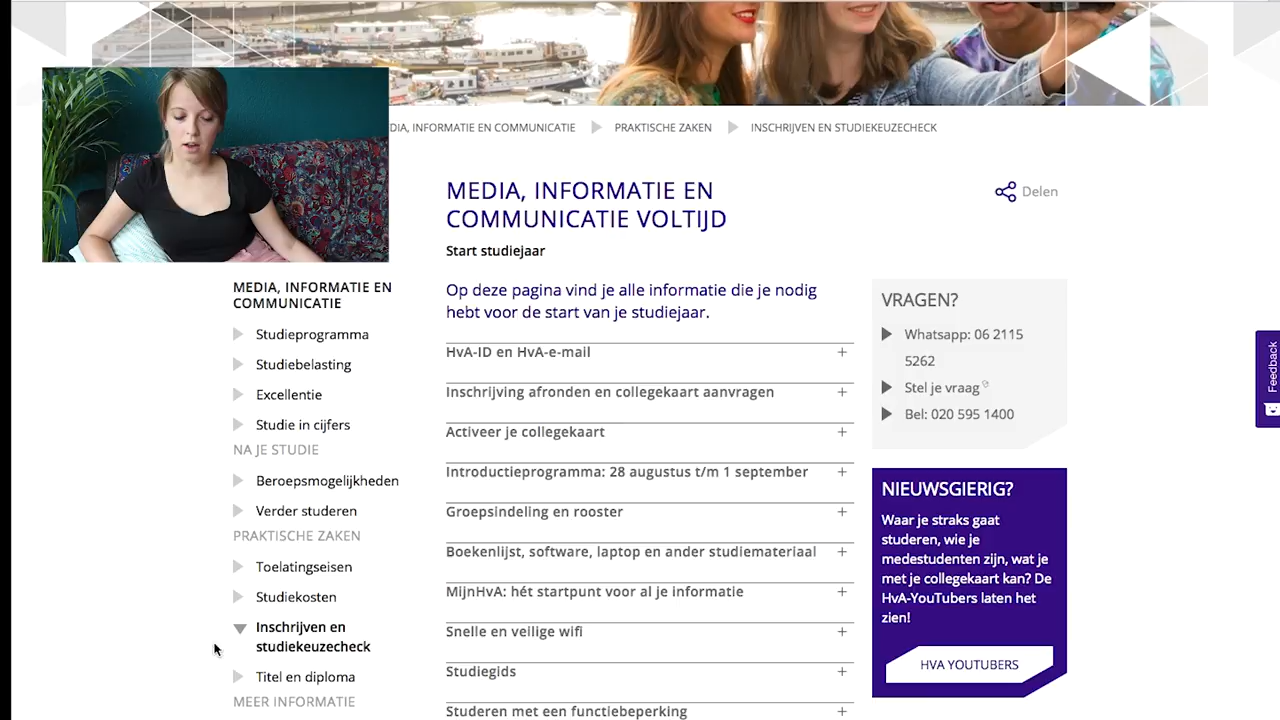 INFORMATIE EN COMMUNICATIE
PRAKTISCHE ZAKEN
INSCHRIJVEN EN STUDIEKEUZECHECK
MEDIA, INFORMATIE EN
COMMUNICATIE VOLTIJD
Delen
Start studiejaar
Op deze pagina vind je alle informatie die je nodig
hebt voor de start van je studiejaar.
HvA-ID en HvA-e-mail
Inschrijving afronden en collegekaart aanvragen
Activeer je collegekaart
Introductieprogramma: 28 augustus t/m 1 september
Groepsindeling en rooster
Boekenlijst, software, laptop en ander studiemateriaal
MijnHvA: hét startpunt voor al je informatie
Snelle en veilige wifi
Studiegids
Studeren met een functiebeperking
MEDIA, INFORMATIE EN
COMMUNICATIE
Studieprogramma
Studiebelasting
Excellentie
Studie in cijfers
NA JE STUDIE
Beroepsmogelijkheden
Verder studeren
PRAKTISCHE ZAKEN
Toelatingseisen
Studiekosten
Inschrijven en
studiekeuzecheck
Titel en diploma
MEER INFORMATIE
VRAGEN?
Whatsapp: 06 2115
5262
Stel je vraag
Bel: 020 595 1400
NIEUWSGIERIG?
Waar je straks gaat
studeren, wie je
medestudenten zijn, wat je
met je collegekaart kan? De
HvA-YouTubers laten het
zien!
HVA YOUTUBERS
Feedback